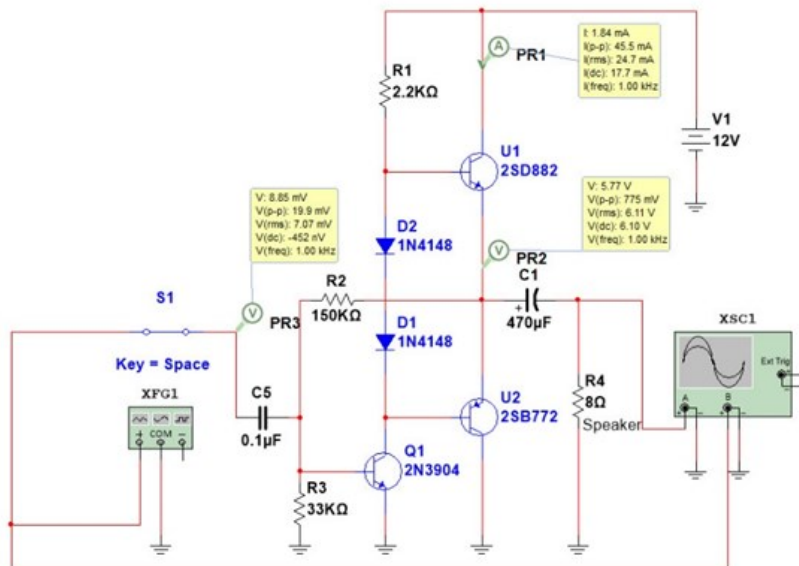 I: 1.84 mA
I(p-p): 45.5 mA
I(rms): 24.7 mA
I(dc): 17.7 mA
I(freq): 1.00 kHz
A
PR1
R1
2.2KΩ
V1
12V
U1
2SD882
V: 8.85 mV
V(p-p): 19.9 mV
V(rms): 7.07 mV
V(dc): -452 nV
V(freq): 1.00 kHz
V: 5.77 V
V(p-p): 775 mV
V(rms): 6.11 V
V(dc): 6.10 V
V(freq): 1.00 kHz
D2
1N4148
V
PR2
C1
+
470µF
S1
Key = Space
V
PR3
R2
150KΩ
D1
1N4148
XSC1
Ext Trig
+
-
A
B
+ - + -
XFG1
+ COM -
C5
0.1µF
U2
2SB772
R4
8Ω
Speaker
Q1
2N3904
R3
33KΩ